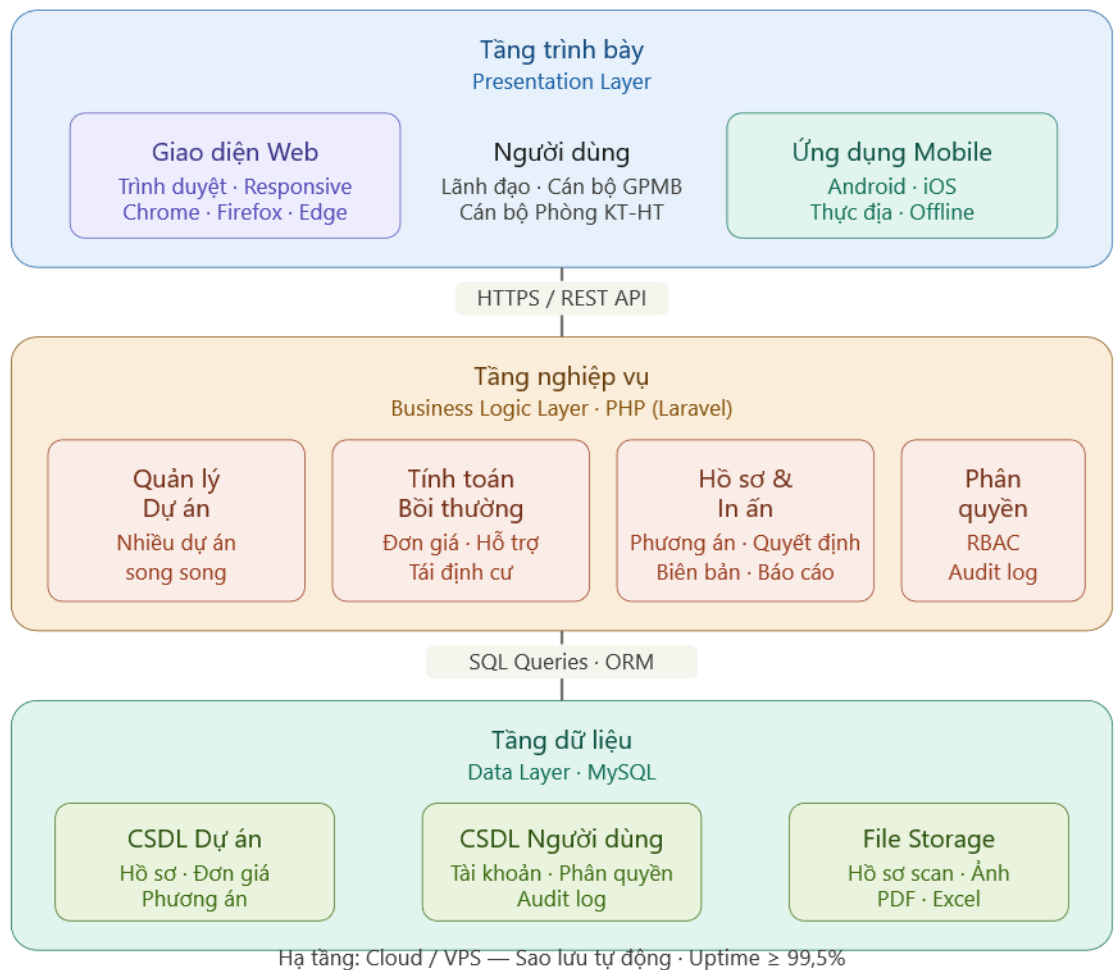 Tầng trình bày
Presentation Layer
Giao diện Web
Trình duyệt · Responsive
Chrome · Firefox · Edge
Người dùng
Lãnh đạo · Cán bộ GPMB
Cán bộ Phòng KT-HT
Ứng dụng Mobile
Android · iOS
Thực địa · Offline
HTTPS / REST API
Tầng nghiệp vụ
Business Logic Layer · PHP (Laravel)
Quản lý
Dự án
Nhiều dự án
song song
Tính toán
Bồi thường
Đơn giá · Hỗ trợ
Tái định cư
Hồ sơ &
In ấn
Phương án · Quyết định
Biên bản · Báo cáo
Phân
quyền
RBAC
Audit log
SQL Queries · ORM
Tầng dữ liệu
Data Layer · MySQL
CSDL Dự án
Hồ sơ · Đơn giá
Phương án
CSDL Người dùng
Tài khoản · Phân quyền
Audit log
File Storage
Hồ sơ scan · Ảnh
PDF · Excel
Hạ tầng: Cloud / VPS — Sao lưu tự động · Uptime ≥ 99,5%